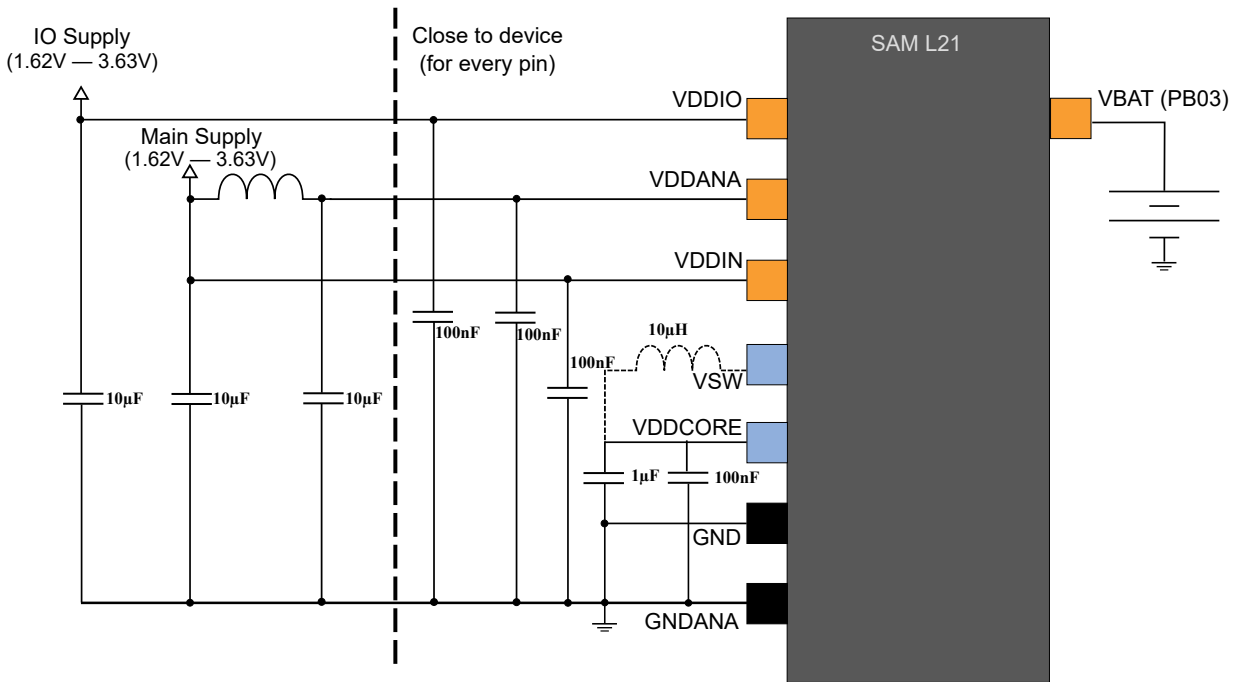 IO Supply
(1.62V — 3.63V)
Close to device
(for every pin)
SAM L21
VDDIO
VBAT (PB03)
Main Supply
(1.62V — 3.63V)
VDDANA
VDDIN
100nF
100nF
10µH
100nF
VSW
10µF
10µF
10µF
VDDCORE
1µF
100nF
GND
GNDANA